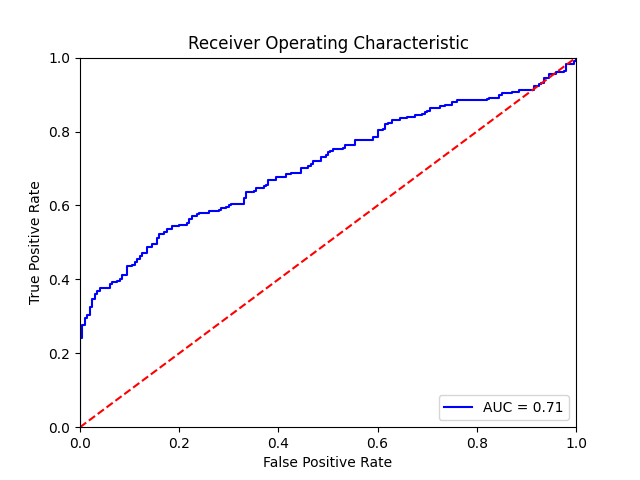 Receiver Operating Characteristic
True Positive Rate
1.0
0.8
0.6
0.4
0.2
0.0
AUC = 0.71
0.0 0.2 0.4 0.6 0.8 1.0
False Positive Rate